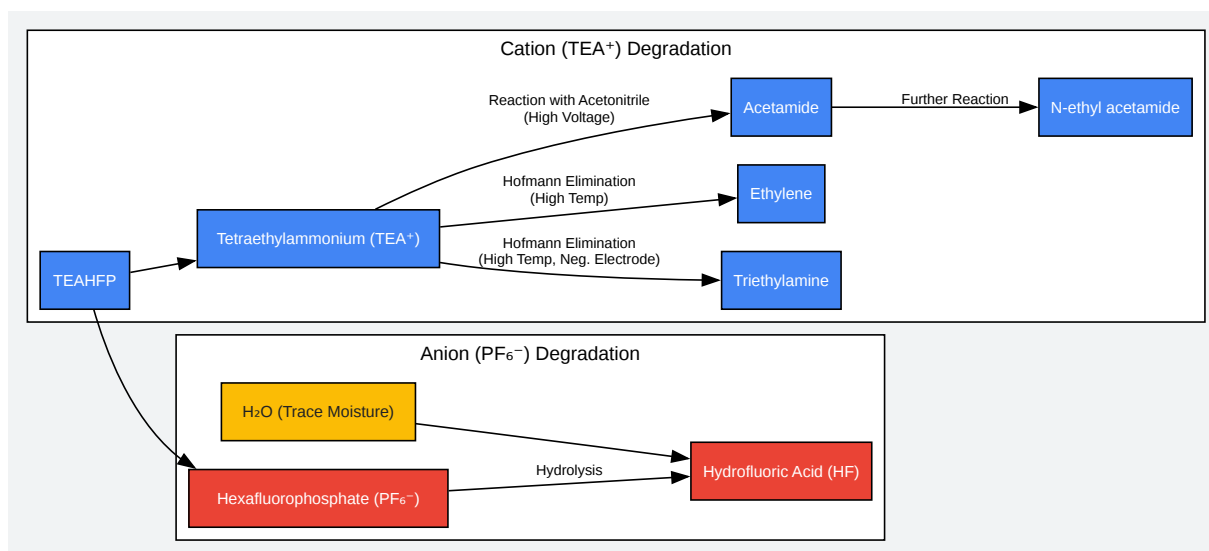 Cation (TEA⁺) Degradation
Reaction with Acetonitrile
(High Voltage)
Acetamide
Further Reaction
N-ethyl acetamide
Hofmann Elimination
(High Temp)
Ethylene
Tetraethylammonium (TEA⁺)
Hofmann Elimination
(High Temp, Neg. Electrode)
TEAHFP
Triethylamine
Anion (PF₆⁻) Degradation
H₂O (Trace Moisture)
Hydrolysis
Hydrofluoric Acid (HF)
Hexafluorophosphate (PF₆⁻)